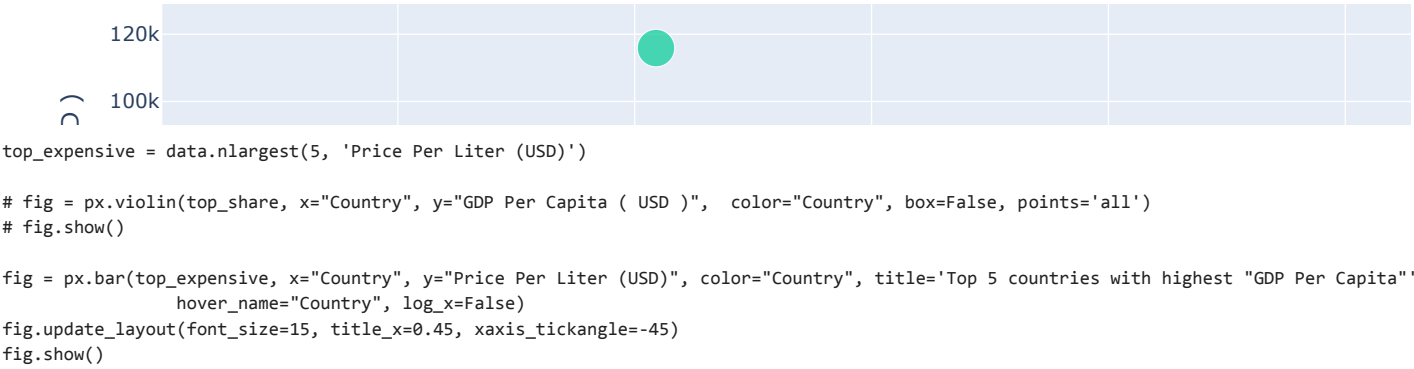 120k
100k
D )
top_expensive = data.nlargest(5, 'Price Per Liter (USD)')
# fig = px.violin(top_share, x="Country", y="GDP Per Capita ( USD )",  color="Country", box=False, points='all')
# fig.show()
fig = px.bar(top_expensive, x="Country", y="Price Per Liter (USD)", color="Country", title='Top 5 countries with highest "GDP Per Capita"'
hover_name="Country", log_x=False)
fig.update_layout(font_size=15, title_x=0.45, xaxis_tickangle=-45)
fig.show()